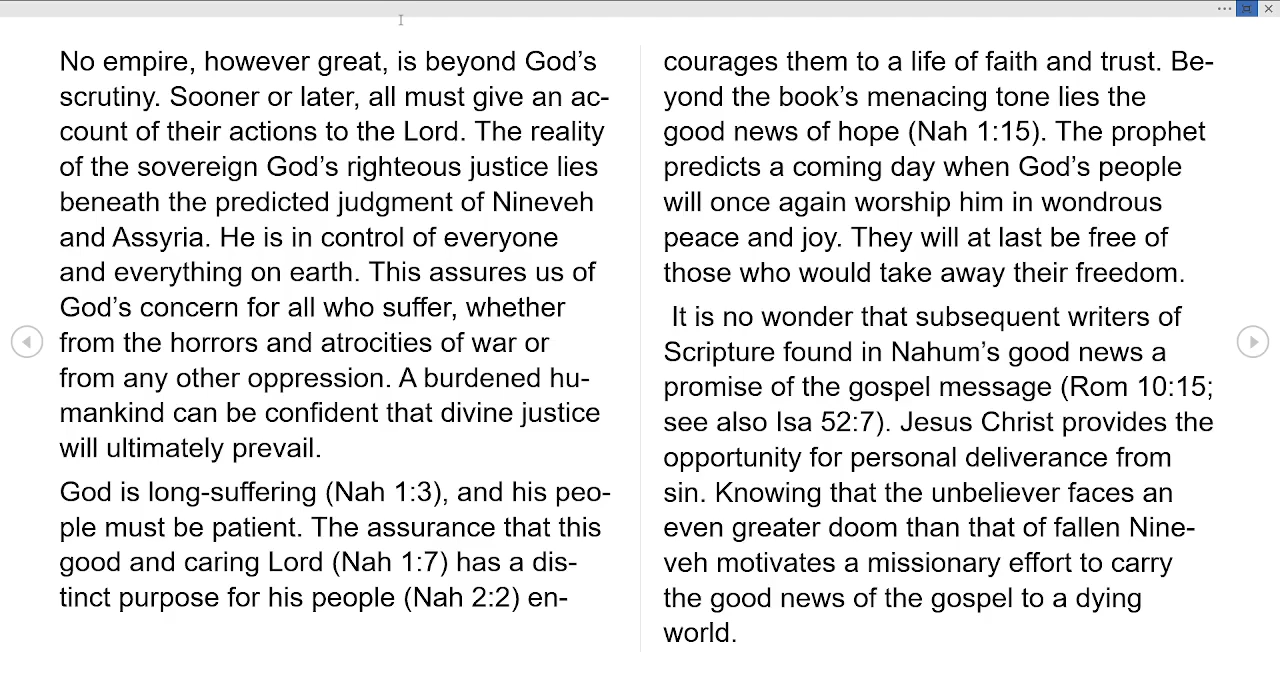 No empire, however great, is beyond God’s
scrutiny. Sooner or later, all must give an ac-
count of their actions to the Lord. The reality
of the sovereign God’s righteous justice lies
beneath the predicted judgment of Nineveh
and Assyria. He is in control of everyone
and everything on earth. This assures us of
God’s concern for all who suffer, whether
from the horrors and atrocities of war or
from any other oppression. A burdened hu-
mankind can be confident that divine justice
will ultimately prevail.
God is long-suffering (Nah 1:3), and his peo-
ple must be patient. The assurance that this
good and caring Lord (Nah 1:7) has a dis-
tinct purpose for his people (Nah 2:2) en-
courages them to a life of faith and trust. Be-
yond the book’s menacing tone lies the
good news of hope (Nah 1:15). The prophet
predicts a coming day when God’s people
will once again worship him in wondrous
peace and joy. They will at last be free of
those who would take away their freedom.
It is no wonder that subsequent writers of
Scripture found in Nahum’s good news a
promise of the gospel message (Rom 10:15;
see also Isa 52:7). Jesus Christ provides the
opportunity for personal deliverance from
sin. Knowing that the unbeliever faces an
even greater doom than that of fallen Nine-
veh motivates a missionary effort to carry
the good news of the gospel to a dying
world.